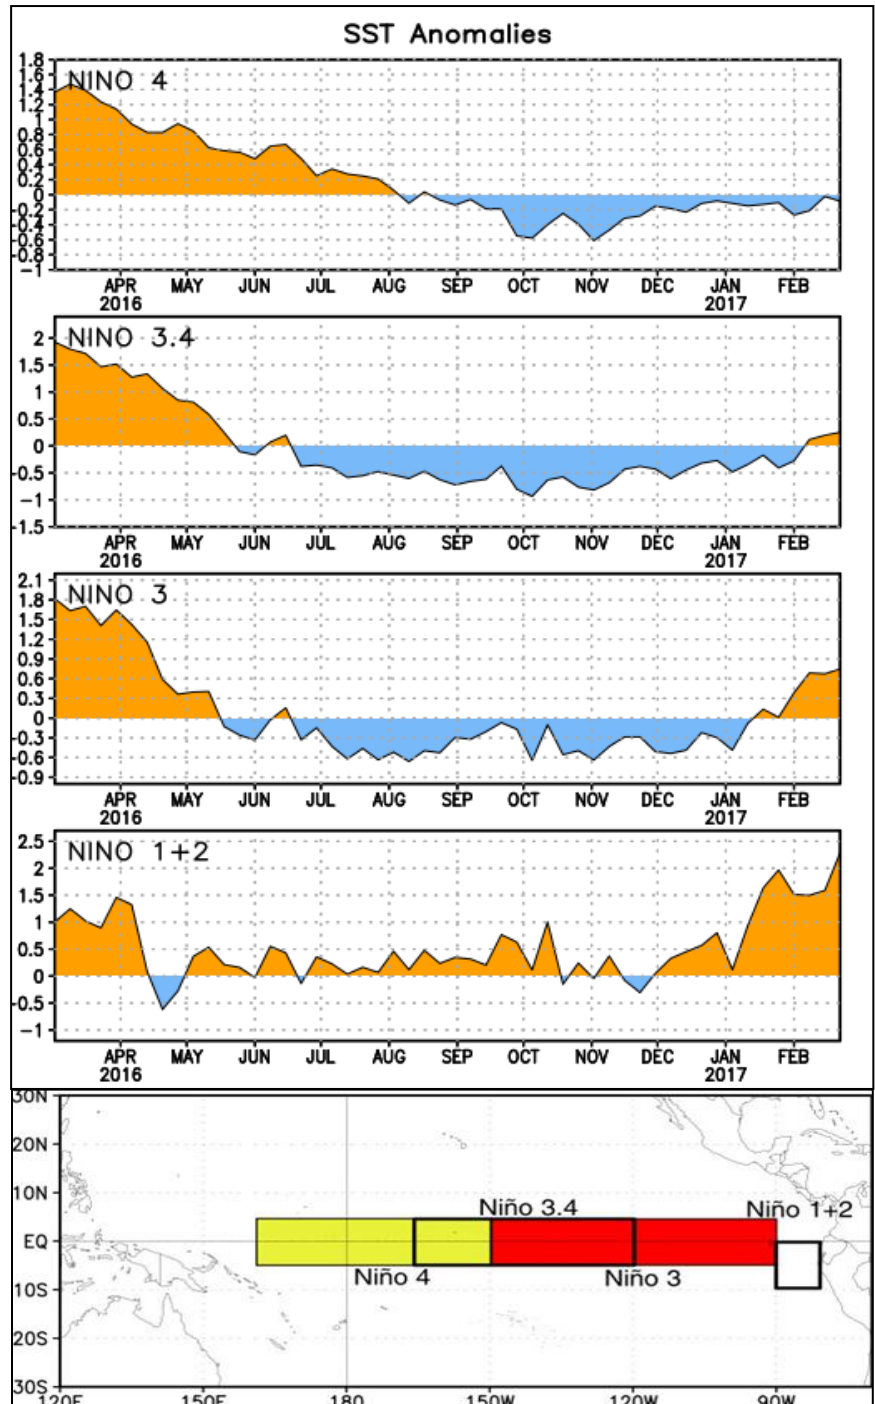 SST Anomalies
NINO 4
1.8
1.6
1.4
1.2
1
0.8
0.6
0.4
0.2
0
-0.2
-0.4
-0.6
-0.8
-1
APR MAY JUN JUL AUG SEP OCT NOV DEC JAN FEB
2016 2017
NINO 3.4
2
1.5
1
0.5
0
-0.5
-1
-1.5
APR MAY JUN JUL AUG SEP OCT NOV DEC JAN FEB
2016 2017
NINO 3
2.1
1.8
1.5
1.2
0.9
0.6
0.3
0
-0.3
-0.6
-0.9
APR MAY JUN JUL AUG SEP OCT NOV DEC JAN FEB
2016 2017
NINO 1+2
2.5
2
1.5
1
0.5
0
-0.5
-1
APR MAY JUN JUL AUG SEP OCT NOV DEC JAN FEB
2016 2017
30N
20N
10N
EQ
10S
20S
30S
Niño 3.4
Niño 1+2
Niño 4
Niño 3
120E 150E 180 150W 120W 90W